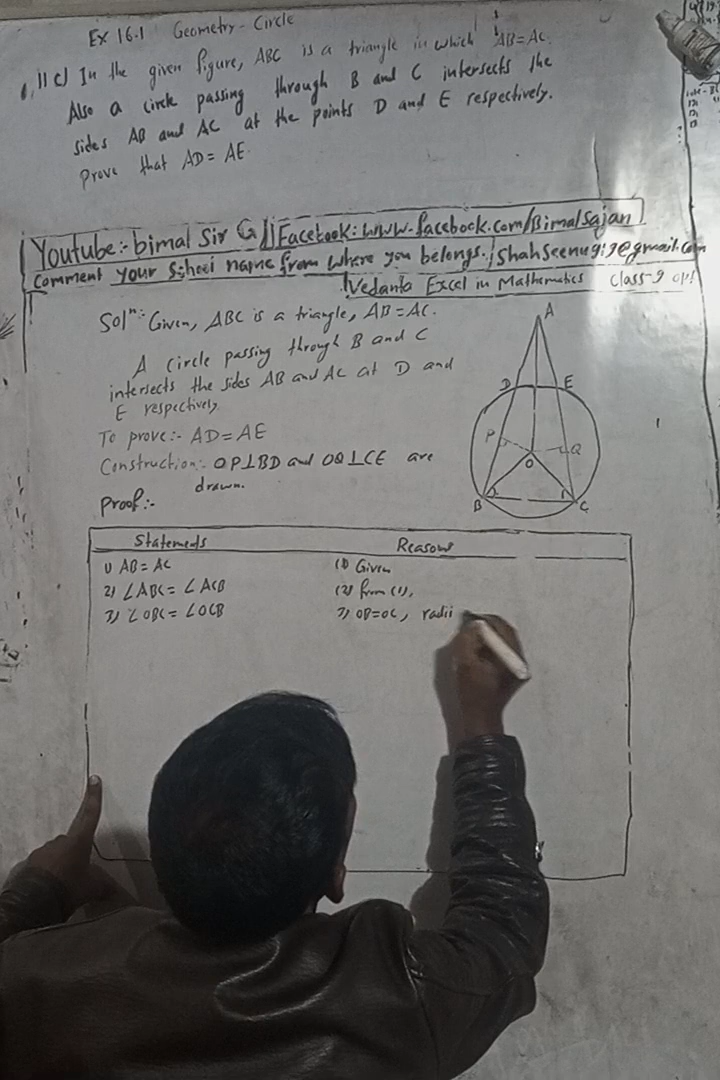 Ex 16.1 Geometry - Circle
11 c) In the given figure, ABC is a triangle in which AB = AC.
Also a circle passing through B and C intersects the
sides AB and AC at the points D and E respectively.
Prove that AD = AE.
Youtube:- bimal Sir G || Facebook: www.facebook.com/BimalSajan
Comment your School name from where you belongs.
Vedanta Excel in Mathematics Class-9 opt
Solⁿ: Given, ABC is a triangle, AB = AC.
A circle passing through B and C
intersects the sides AB and AC at D and
E respectively.
To prove:- AD = AE
Construction:- OP⊥BD and OQ⊥CE are
drawn.
Proof:-
A
D E
P Q
O
B C
Statements Reasons
1) AB = AC (1) Given
2) ∠ABC = ∠ACB (2) from (1),
3) ∠OBC = ∠OCB 3) OB=OC, radii